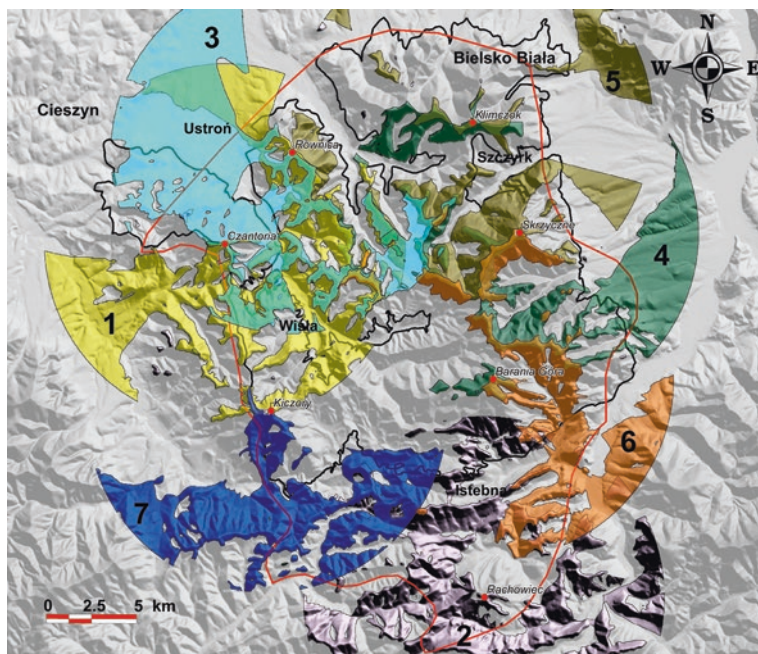 3
N
Bielsko Biała
5
W
E
Cieszyn
S
Ustroń
Klimczok
Równica
Szczyrk
Skrzyczne
Czantoria
4
1
Wisła
Barania Góra
Kiczory
6
Istebna
7
Rachowiec
0 2.5 5 km
2